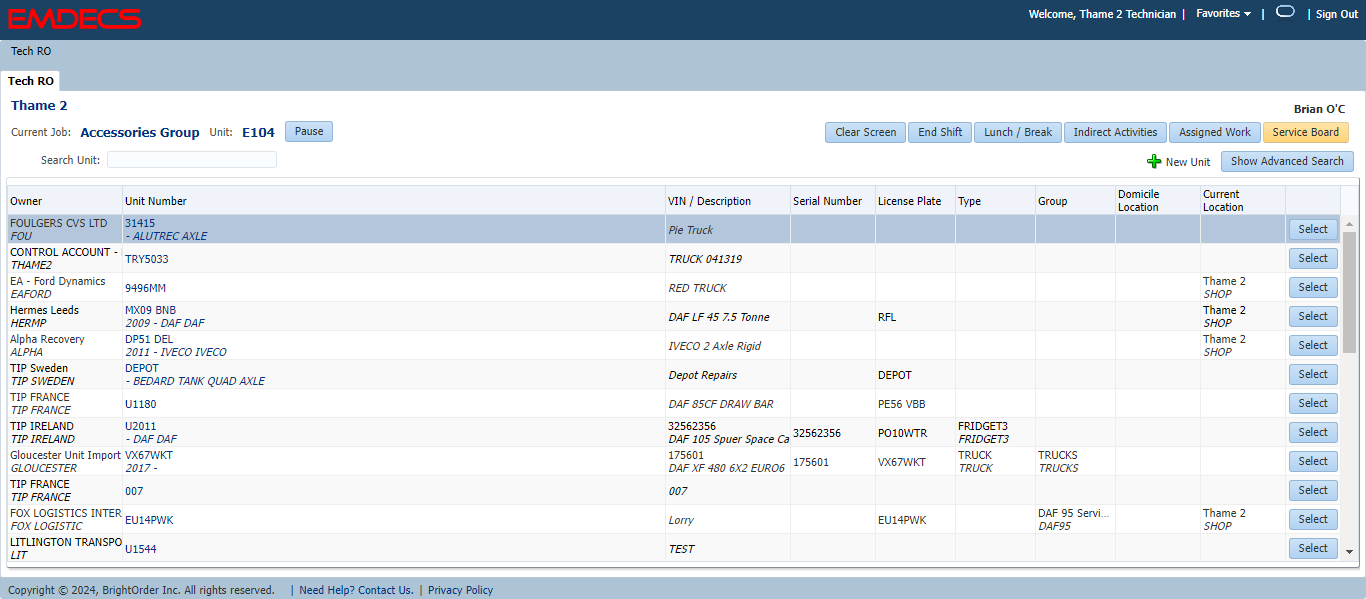 EMDECS
Welcome, Thame 2 Technician | Favorites | | Sign Out
Tech RO
Tech RO
Thame 2
Brian O'C
Current Job: Accessories Group Unit: E104 Pause
Clear Screen End Shift Lunch / Break Indirect Activities Assigned Work Service Board
Search Unit:
New Unit Show Advanced Search
Owner Unit Number VIN / Description Serial Number License Plate Type Group Domicile Location Current Location
FOULGERS CVS LTD 31415
FOU - ALUTREC AXLE Pie Truck Select
CONTROL ACCOUNT -
THAME2 TRY5033 TRUCK 041319 Select
EA - Ford Dynamics Thame 2
EAFORD 9496MM RED TRUCK SHOP Select
Hermes Leeds MX09 BNB Thame 2
HERMP 2009 - DAF DAF DAF LF 45 7.5 Tonne RFL SHOP Select
Alpha Recovery DP51 DEL Thame 2
ALPHA 2011 - IVECO IVECO IVECO 2 Axle Rigid SHOP Select
TIP Sweden DEPOT
TIP SWEDEN - BEDARD TANK QUAD AXLE Depot Repairs DEPOT Select
TIP FRANCE
TIP FRANCE U1180 DAF 85CF DRAW BAR PE56 VBB Select
TIP IRELAND U2011 32562356 FRIDGET3
TIP IRELAND - DAF DAF DAF 105 Spuer Space Ca 32562356 PO10WTR FRIDGET3 Select
Gloucester Unit Import VX67WKT 175601 TRUCK TRUCKS
GLOUCESTER 2017 - DAF XF 480 6X2 EURO6 175601 VX67WKT TRUCK TRUCKS Select
TIP FRANCE
TIP FRANCE 007 007 Select
FOX LOGISTICS INTER DAF 95 Servi... Thame 2
FOX LOGISTIC EU14PWK Lorry EU14PWK DAF95 SHOP Select
LITLINGTON TRANSPO
LIT U1544 TEST Select
Copyright © 2024, BrightOrder Inc. All rights reserved. | Need Help? Contact Us. | Privacy Policy